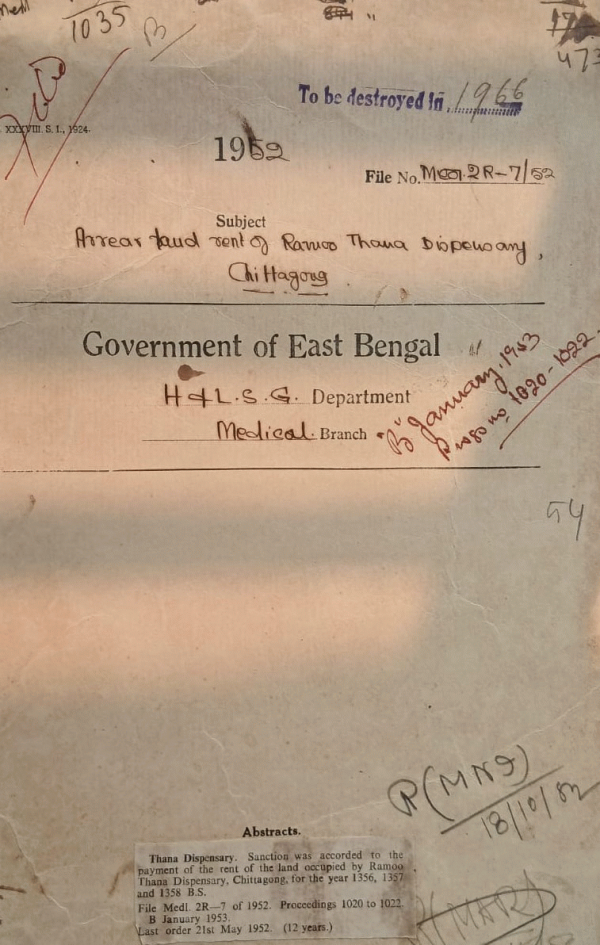 1035
B
473
To be destroyed in 1966
XXXVIII. S. I., 1924.
1952
File No. Med. 2R-7/52
Subject
Arrear land rent of Ramoo Thana Dispensary,
Chittagong
Government of East Bengal
H & L.S.G. Department
Medical Branch
"B" January, 1953
Progs no 1020-1022
54
R(MNI)
18/10/52
Abstracts.
Thana Dispensary. Sanction was accorded to the
payment of the rent of the land occupied by Ramoo
Thana Dispensary, Chittagong, for the year 1356, 1357
and 1358 B.S.
File Medl. 2R—7 of 1952. Proceedings 1020 to 1022
B January 1953.
Last order 21st May 1952. (12 years.)